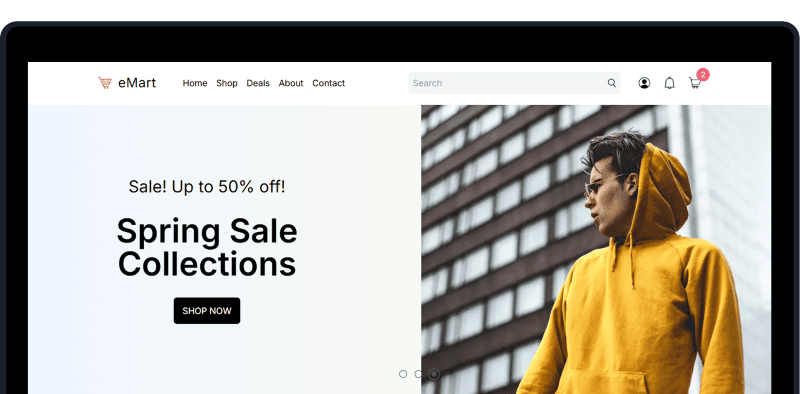 eMart
Home Shop Deals About Contact
Search
2
Sale! Up to 50% off!
Spring Sale
Collections
SHOP NOW